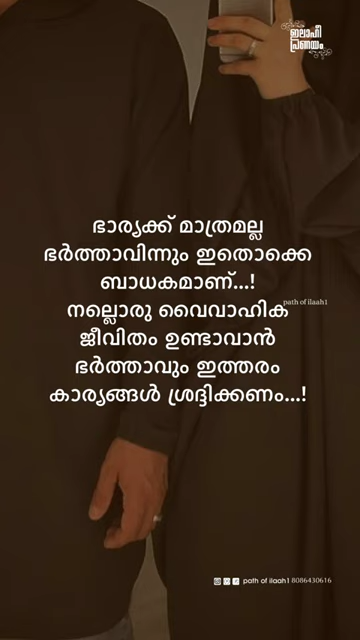 ഇലാഹീ
പ്രണയം
ഭാര്യക്ക് മാത്രമല്ല
ഭർത്താവിന്നും ഇതൊക്കെ
ബാധകമാണ്...!
path of ilaah1
നല്ലൊരു വൈവാഹിക
ജീവിതം ഉണ്ടാവാൻ
ഭർത്താവും ഇത്തരം
കാര്യങ്ങൾ ശ്രദ്ദിക്കണം...!
path of ilaah1 8086430616